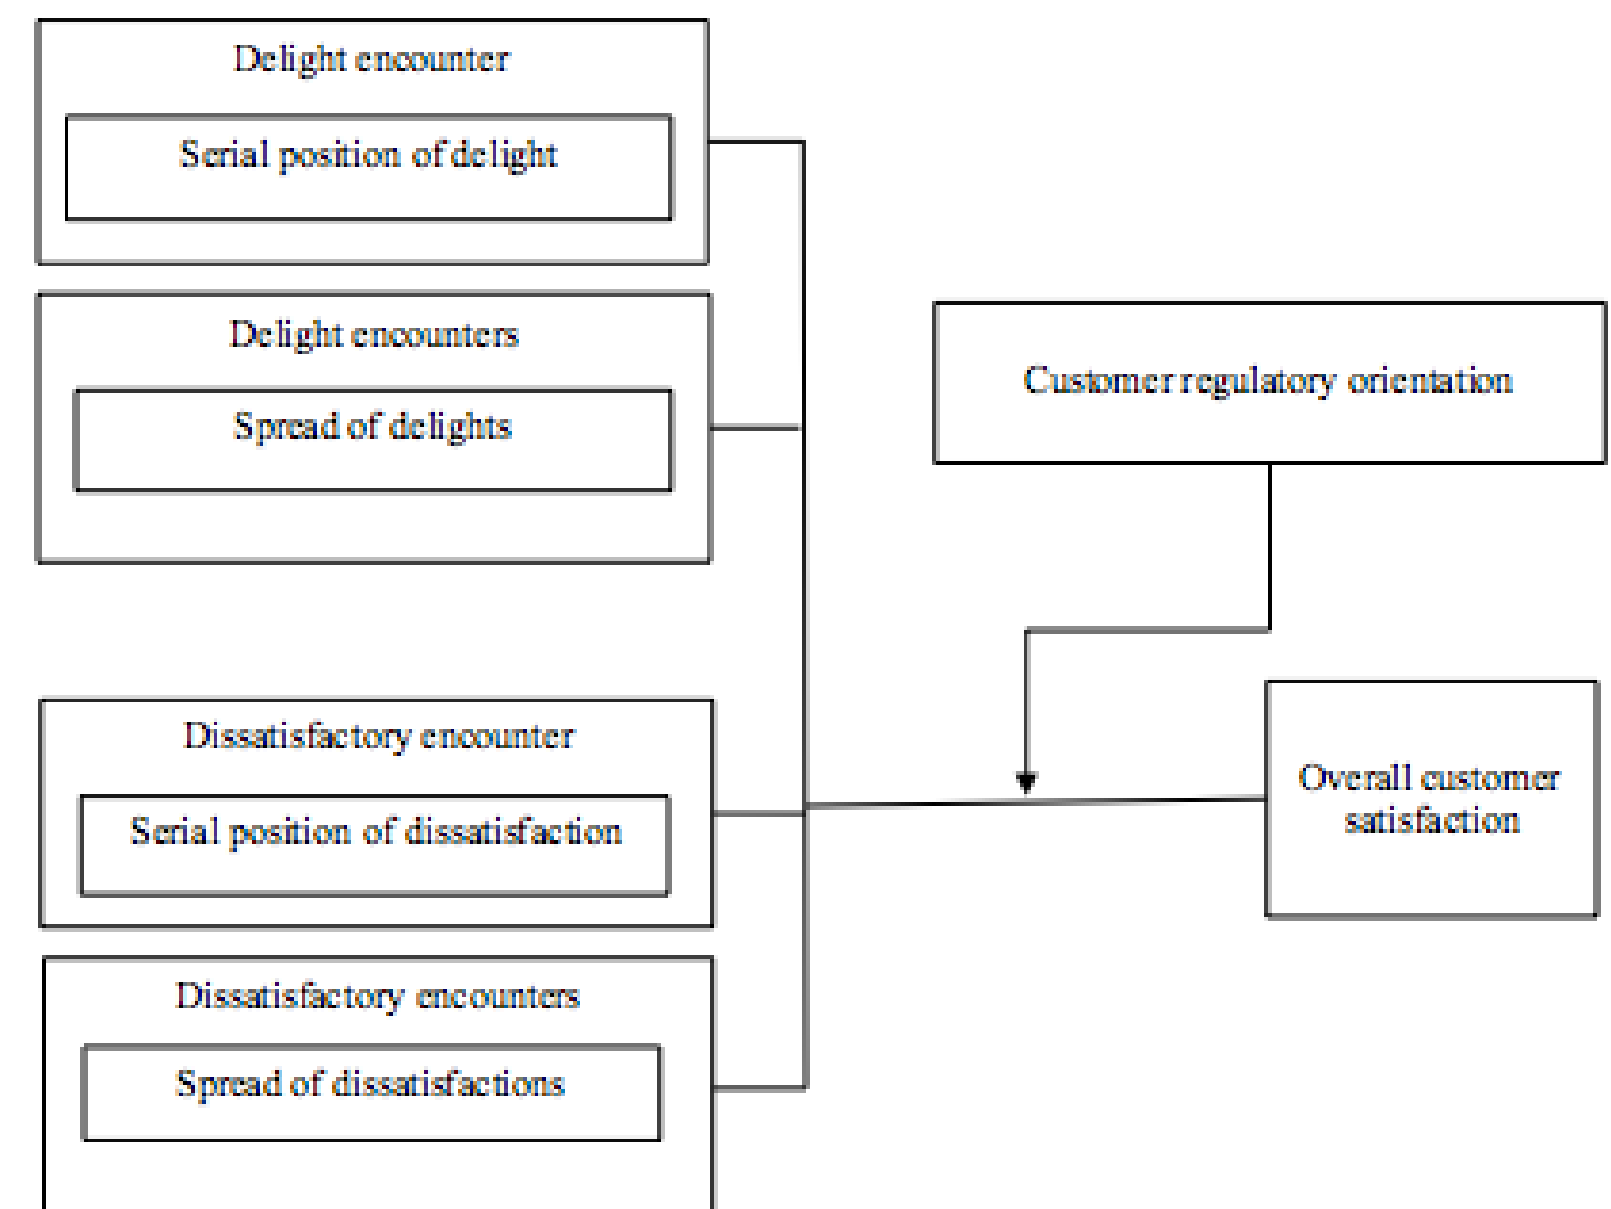 Delight encounter
Serial position of delight
Delight encounters
Spread of delights
Customer regulatory orientation
Dissatisfactory encounter
Serial position of dissatisfaction
Overall customer
satisfaction
Dissatisfactory encounters
Spread of dissatisfactions